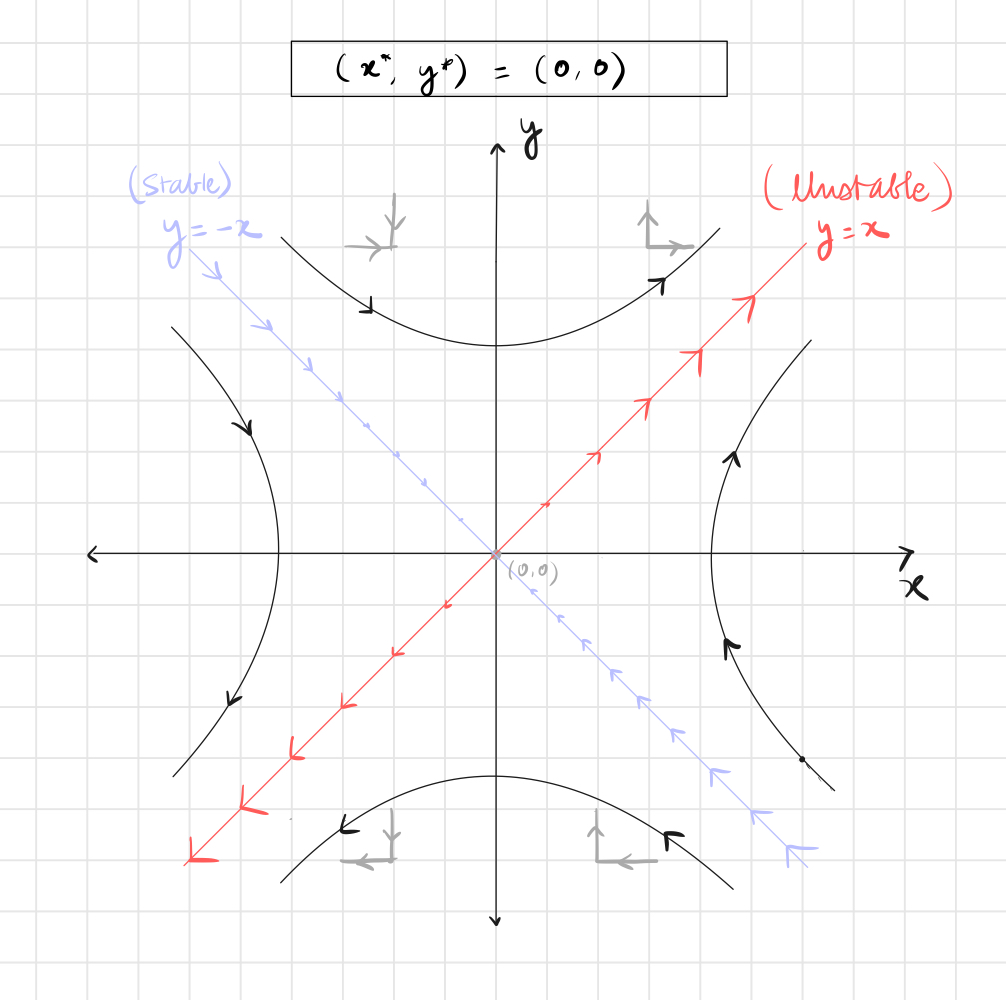 (x*, y*) = (0, 0)
y
(Stable)
y = -x
(Unstable)
y = x
(0,0)
x